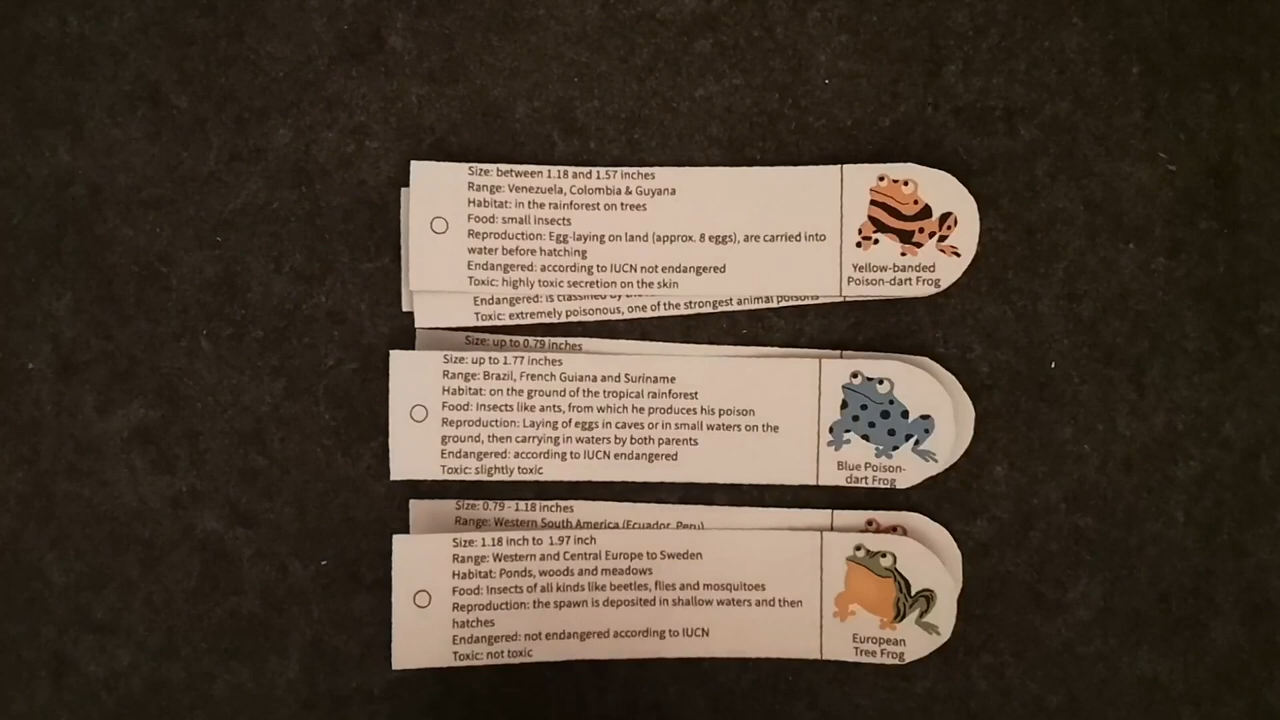 Size: between 1.18 and 1.57 inches
Range: Venezuela, Colombia & Guyana
Habitat: in the rainforest on trees
Food: small insects
Reproduction: Egg-laying on land (approx. 8 eggs), are carried into
water before hatching
Endangered: according to IUCN not endangered
Toxic: highly toxic secretion on the skin
Yellow-banded
Poison-dart Frog
Endangered: is classified by the
strongest animal poisons
Toxic: extremely poisonous, one of the
Size: up to 0.79 inches
Size: up to 1.77 inches
Range: Brazil, French Guiana and Suriname
Habitat: on the ground of the tropical rainforest
Food: Insects like ants, from which he produces his poison
Reproduction: Laying of eggs in caves or in small waters on the
ground, then carrying in waters by both parents
Endangered: according to IUCN endangered
Toxic: slightly toxic
Blue Poison-
dart Frog
Size: 0.79 - 1.18 inches
Range: Western South America (Ecuador, Peru)
Size: 1.18 inch to 1.97 inch
Range: Western and Central Europe to Sweden
Habitat: Ponds, woods and meadows
Food: Insects of all kinds like beetles, flies and mosquitoes
Reproduction: the spawn is deposited in shallow waters and then
hatches
Endangered: not endangered according to IUCN
Toxic: not toxic
European
Tree Frog